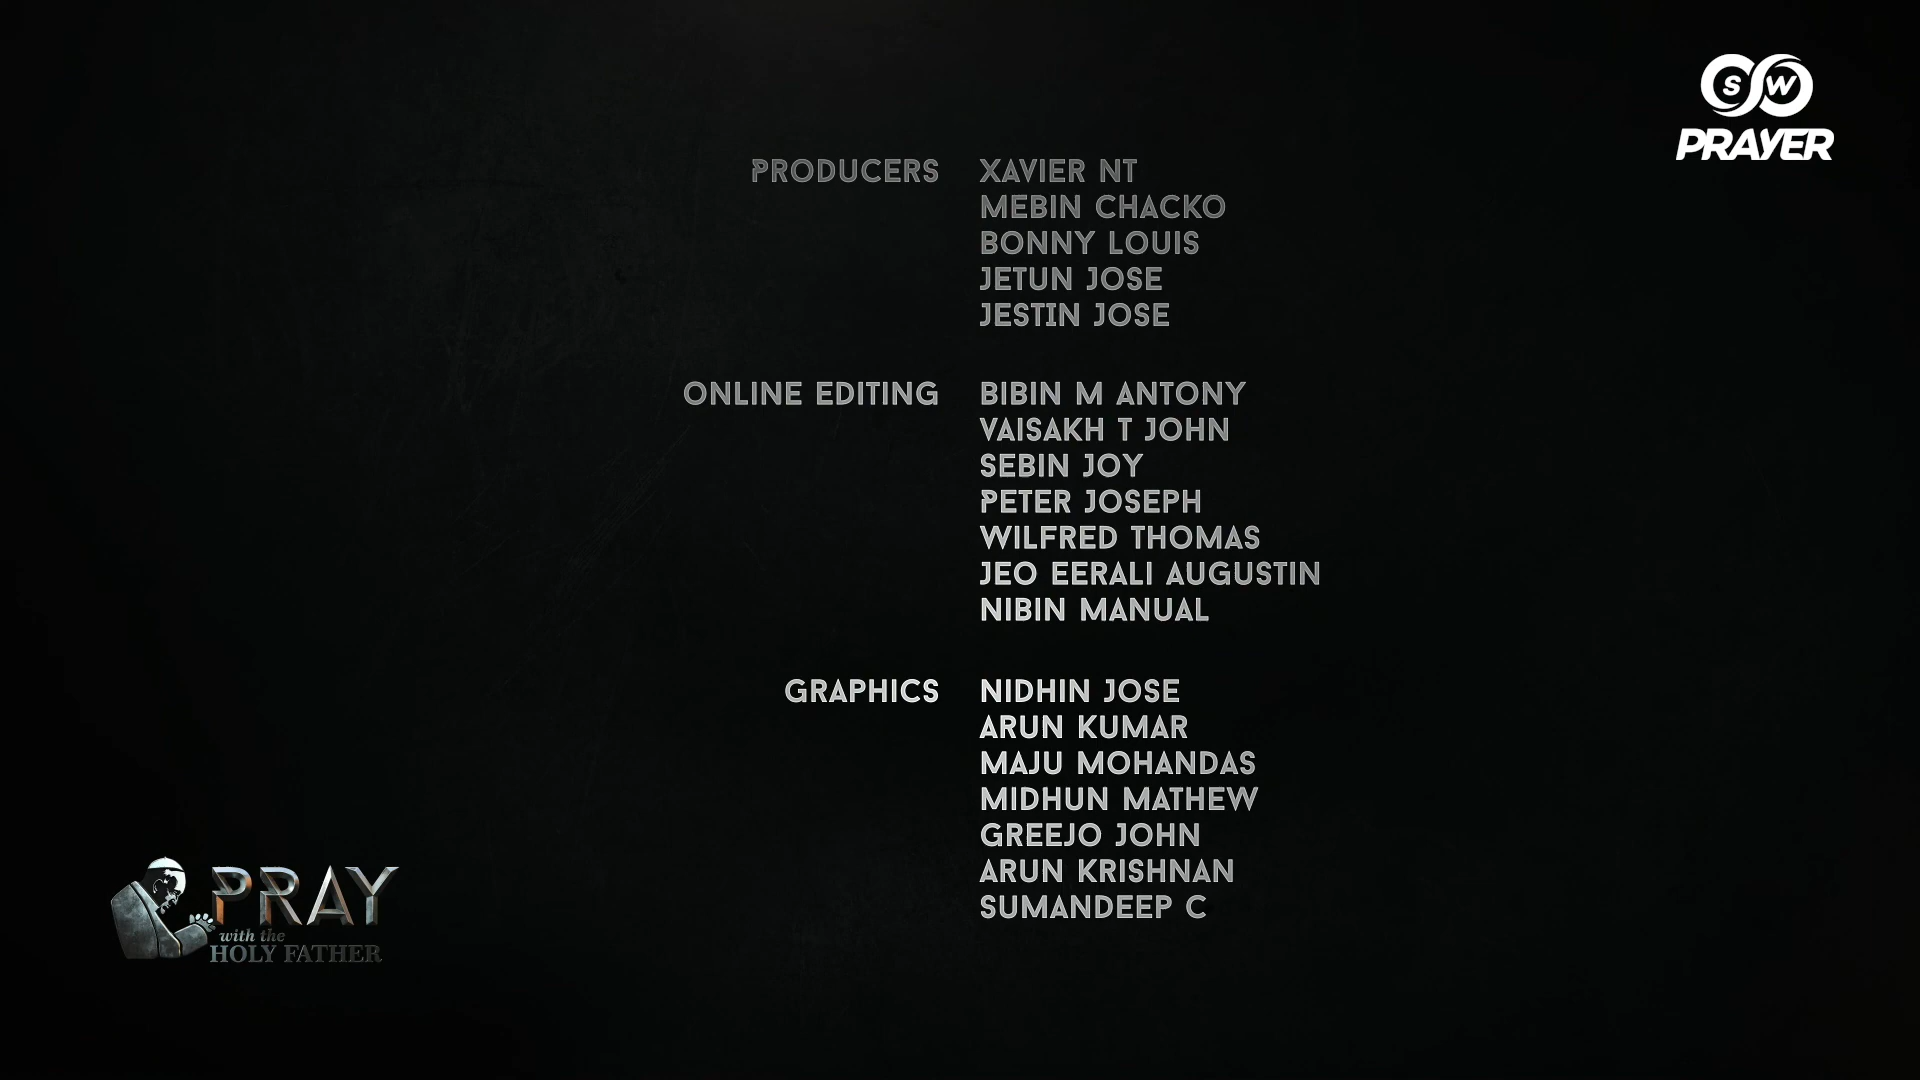 SW
PRAYER
PRODUCERS XAVIER NT
MEBIN CHACKO
BONNY LOUIS
JETUN JOSE
JESTIN JOSE
ONLINE EDITING BIBIN M ANTONY
VAISAKH T JOHN
SEBIN JOY
PETER JOSEPH
WILFRED THOMAS
JEO EERALI AUGUSTIN
NIBIN MANUAL
GRAPHICS NIDHIN JOSE
ARUN KUMAR
MAJU MOHANDAS
MIDHUN MATHEW
GREEJO JOHN
ARUN KRISHNAN
SUMANDEEP C
PRAY
with the
HOLY FATHER